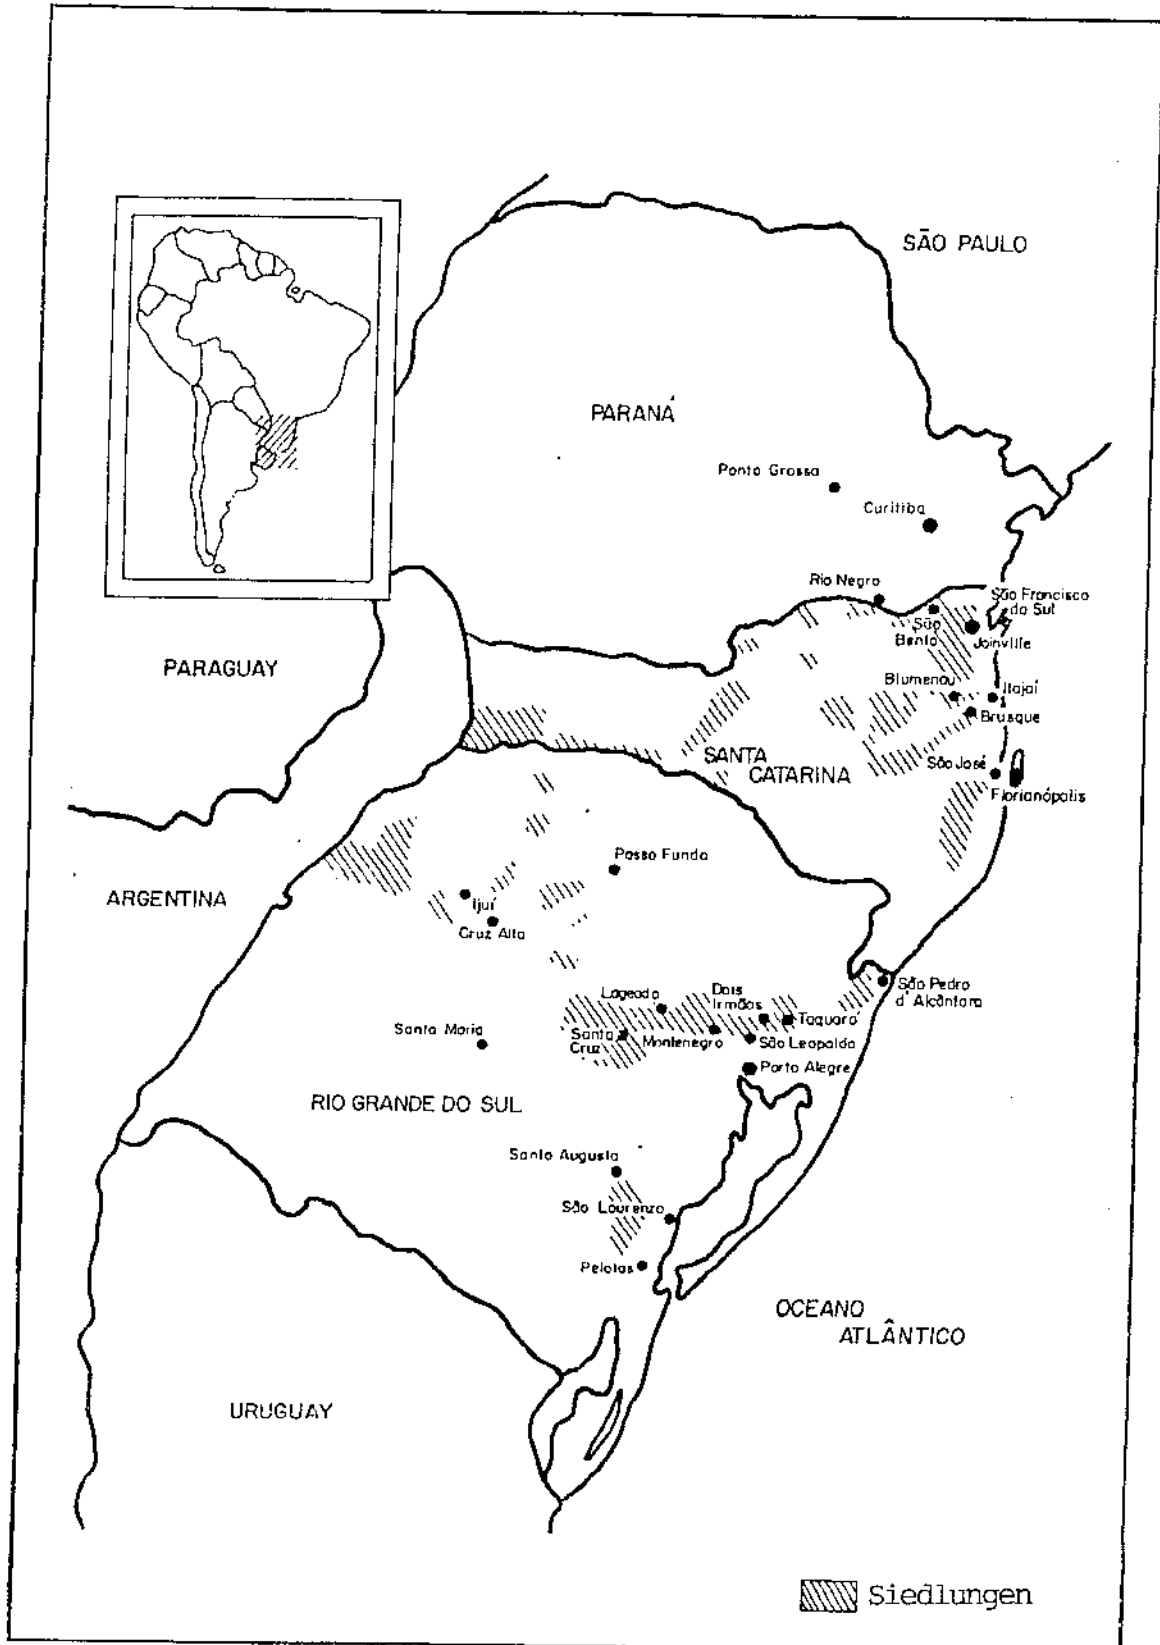 SÃO PAULO
PARANÁ
Ponto Grossa
Curitiba
Rio Negro
São Francisco
do Sul
São
Bento
Joinville
PARAGUAY
Blumenau
Itajaí
Brusque
SANTA
CATARINA
São José
Florianópolis
Passo Fundo
ARGENTINA
Ijuí
Cruz Alta
São Pedro
d'Alcântara
Lageado
Dois
Irmãos
Taquara
Santa Maria
Santa
Cruz
Montenegro
São Leopoldo
Porto Alegre
RIO GRANDE DO SUL
Santo Augusta
São Lourenzo
Pelotas
OCEANO
ATLÂNTICO
URUGUAY
Siedlungen